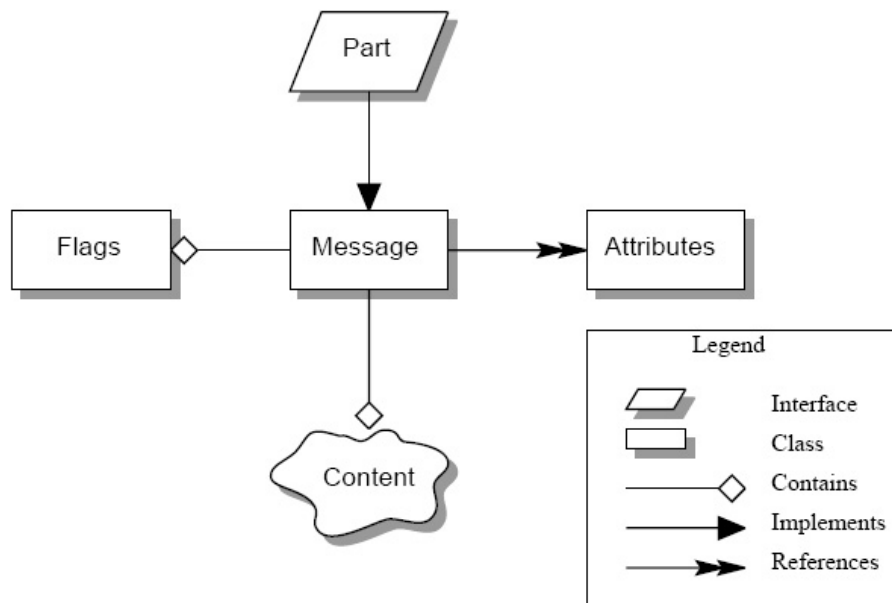 Part
Flags
Message
Attributes
Content
Legend
Interface
Class
Contains
Implements
References